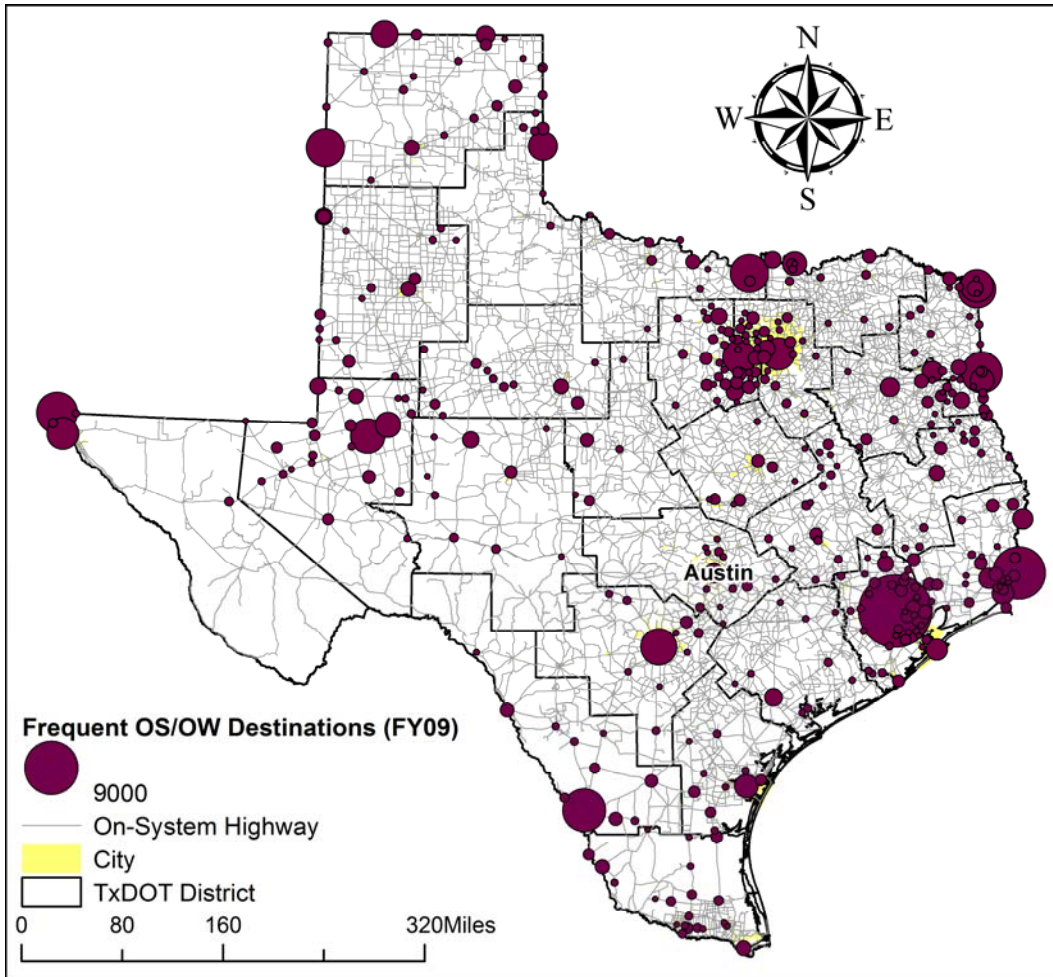 N
W E
S
Austin
Frequent OS/OW Destinations (FY09)
9000
On-System Highway
City
TxDOT District
0 80 160 320Miles